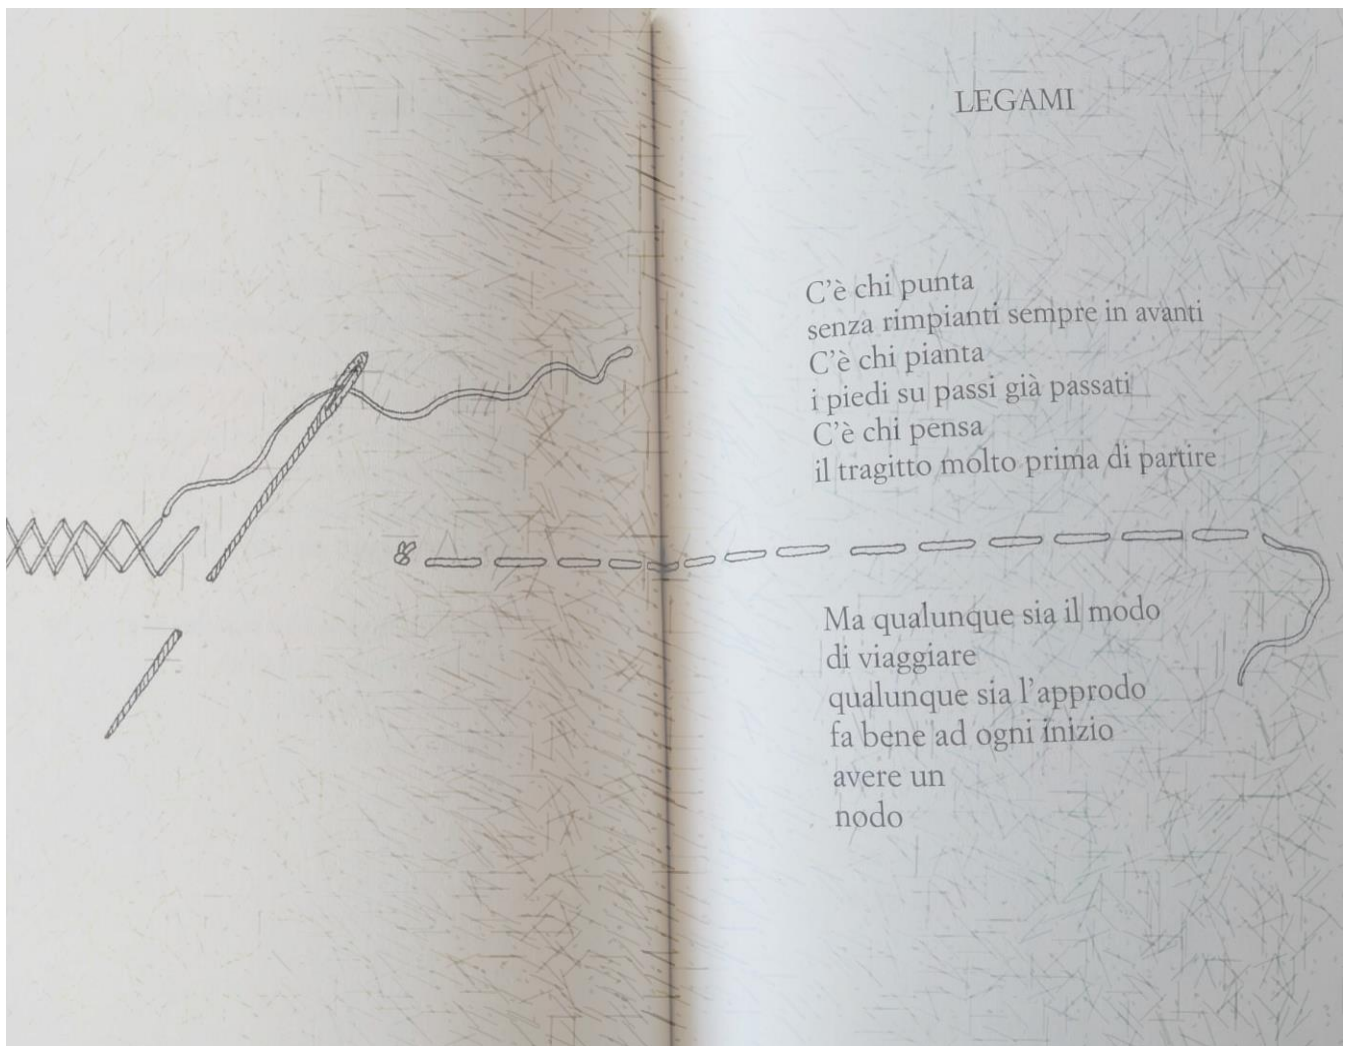 LEGAMI
C'è chi punta
senza rimpianti sempre in avanti
C'è chi pianta
i piedi su passi già passati
C'è chi pensa
il tragitto molto prima di partire
Ma qualunque sia il modo
di viaggiare
qualunque sia l'approdo
fa bene ad ogni inizio
avere un
nodo